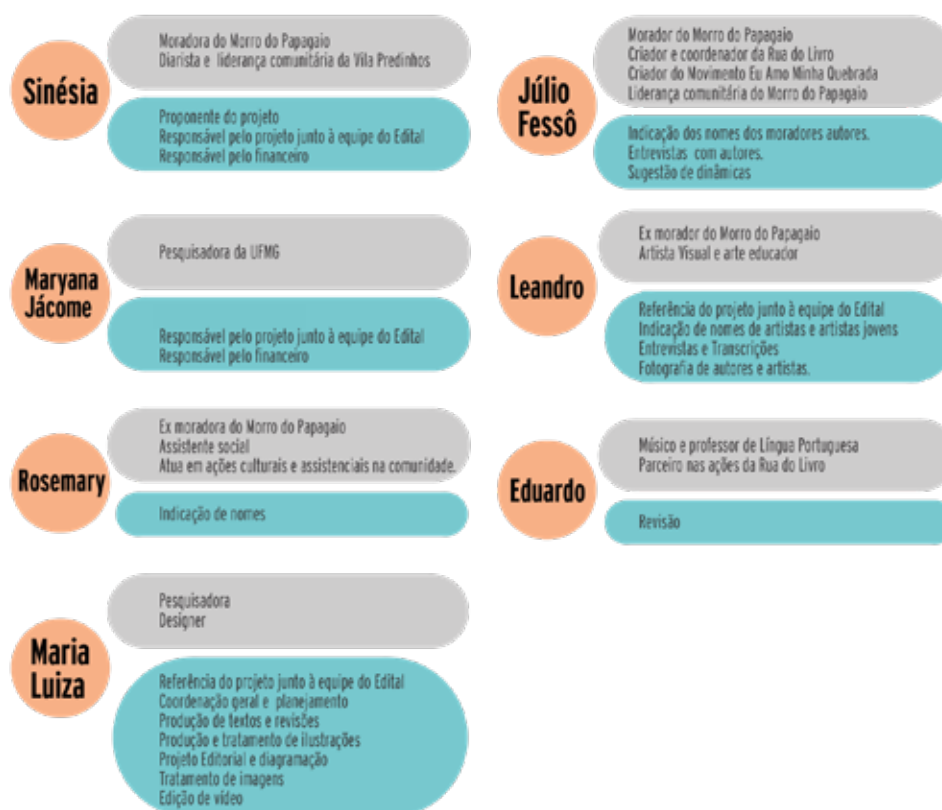 Sinésia
Moradora do Morro do Papagaio
Diarista e liderança comunitária da Vila Predinhos
Proponente do projeto
Responsável pelo projeto junto à equipe do Edital
Responsável pelo financeiro
Júlio
Fessô
Morador do Morro do Papagaio
Criador e coordenador da Rua do Livro
Criador do Movimento Eu Amo Minha Quebrada
Liderança comunitária do Morro do Papagaio
Indicação dos nomes dos moradores autores.
Entrevistas com autores.
Sugestão de dinâmicas
Maryana
Jácome
Pesquisadora da UFMG
Responsável pelo projeto junto à equipe do Edital
Responsável pelo financeiro
Leandro
Ex morador do Morro do Papagaio
Artista Visual e arte educador
Referência do projeto junto à equipe do Edital
Indicação de nomes de artistas e artistas jovens
Entrevistas e Transcrições
Fotografia de autores e artistas.
Rosemary
Ex moradora do Morro do Papagaio
Assistente social
Atua em ações culturais e assistenciais na comunidade.
Indicação de nomes
Eduardo
Músico e professor de Língua Portuguesa
Parceiro nas ações da Rua do Livro
Revisão
Maria
Luiza
Pesquisadora
Designer
Referência do projeto junto à equipe do Edital
Coordenação geral e planejamento
Produção de textos e revisões
Produção e tratamento de ilustrações
Projeto Editorial e diagramação
Tratamento de imagens
Edição de vídeo